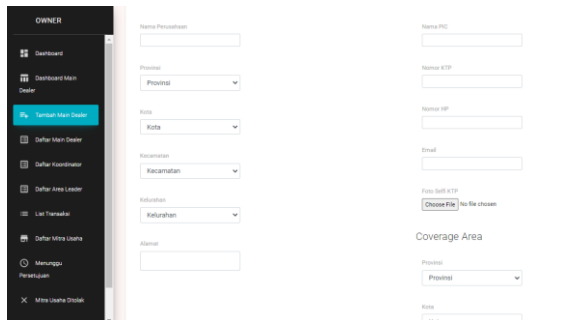 OWNER
Dashboard
Dashboard Main
Dealer
Tambah Main Dealer
Daftar Main Dealer
Daftar Koordinator
Daftar Area Leader
List Transaksi
Daftar Mitra Usaha
Menunggu
Persetujuan
Mitra Usaha Ditolak
Nama Perusahaan
Provinsi
Provinsi
Kota
Kota
Kecamatan
Kecamatan
Kelurahan
Kelurahan
Alamat
Nama PIC
Nomor KTP
Nomor HP
Email
Foto Selfi KTP
Choose File No file chosen
Coverage Area
Provinsi
Provinsi
Kota